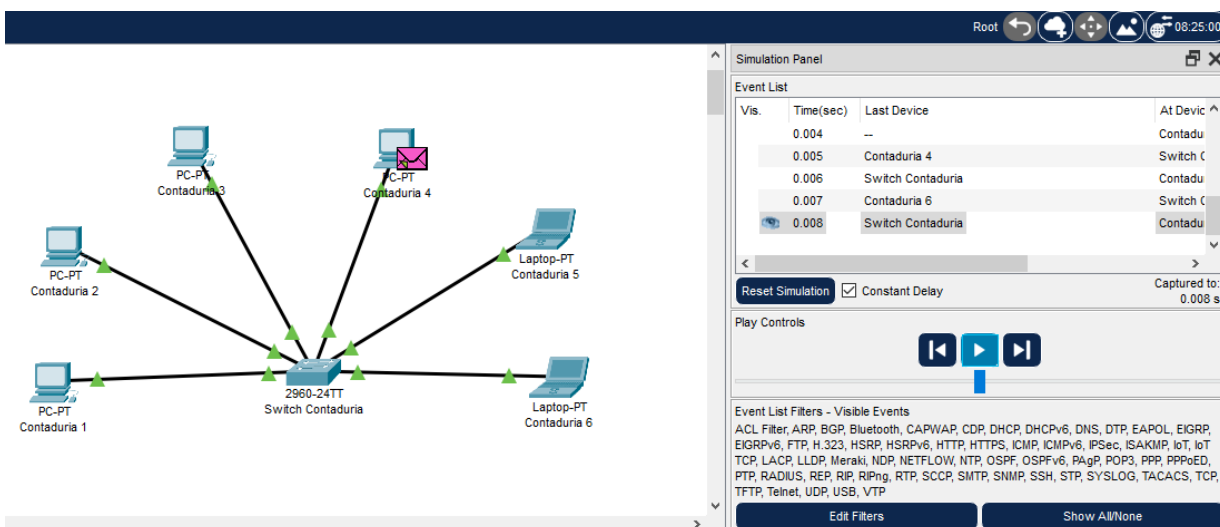 Root
08:25:00
Simulation Panel
Event List
Vis. Time(sec) Last Device At Devic
0.004 -- Contadu
0.005 Contaduria 4 Switch C
0.006 Switch Contaduria Contadu
0.007 Contaduria 6 Switch C
0.008 Switch Contaduria Contadu
Reset Simulation Constant Delay
Captured to:
0.008 s
Play Controls
Event List Filters - Visible Events
ACL Filter, ARP, BGP, Bluetooth, CAPWAP, CDP, DHCP, DHCPv6, DNS, DTP, EAPOL, EIGRP,
EIGRPv6, FTP, H.323, HSRP, HSRPv6, HTTP, HTTPS, ICMP, ICMPv6, IPSec, ISAKMP, IoT, IoT
TCP, LACP, LLDP, Meraki, NDP, NETFLOW, NTP, OSPF, OSPFv6, PAgP, POP3, PPP, PPPoED,
PTP, RADIUS, REP, RIP, RIPng, RTP, SCCP, SMTP, SNMP, SSH, STP, SYSLOG, TACACS, TCP,
TFTP, Telnet, UDP, USB, VTP
Edit Filters Show All/None
PC-PT
Contaduria 3
PC-PT
Contaduria 4
PC-PT
Contaduria 2
Laptop-PT
Contaduria 5
PC-PT
Contaduria 1
2960-24TT
Switch Contaduria
Laptop-PT
Contaduria 6